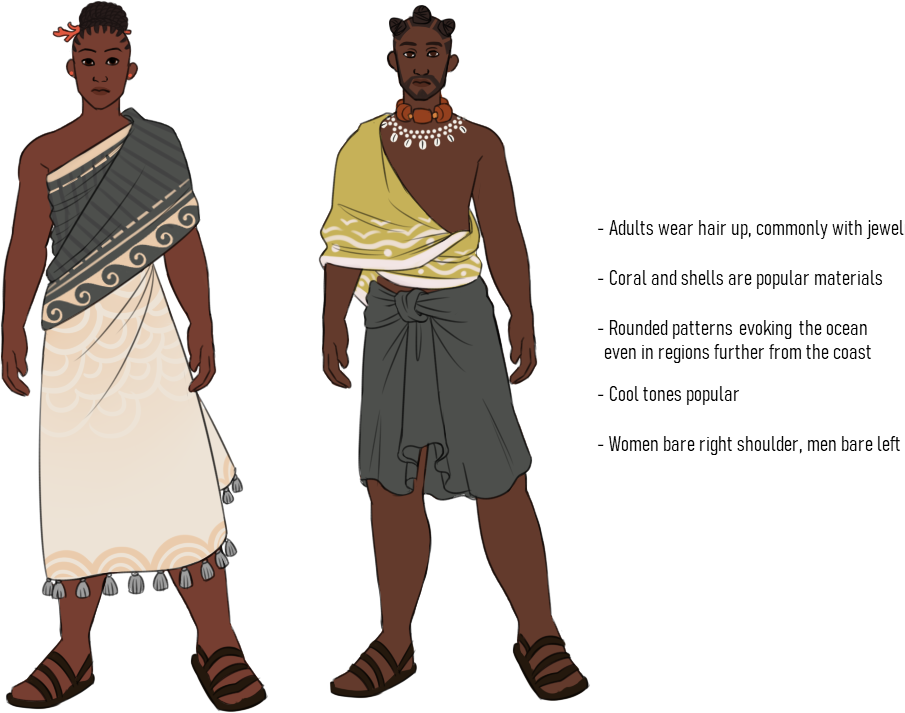 - Adults wear hair up, commonly with jewel
- Coral and shells are popular materials
- Rounded patterns evoking the ocean
even in regions further from the coast
- Cool tones popular
- Women bare right shoulder, men bare left